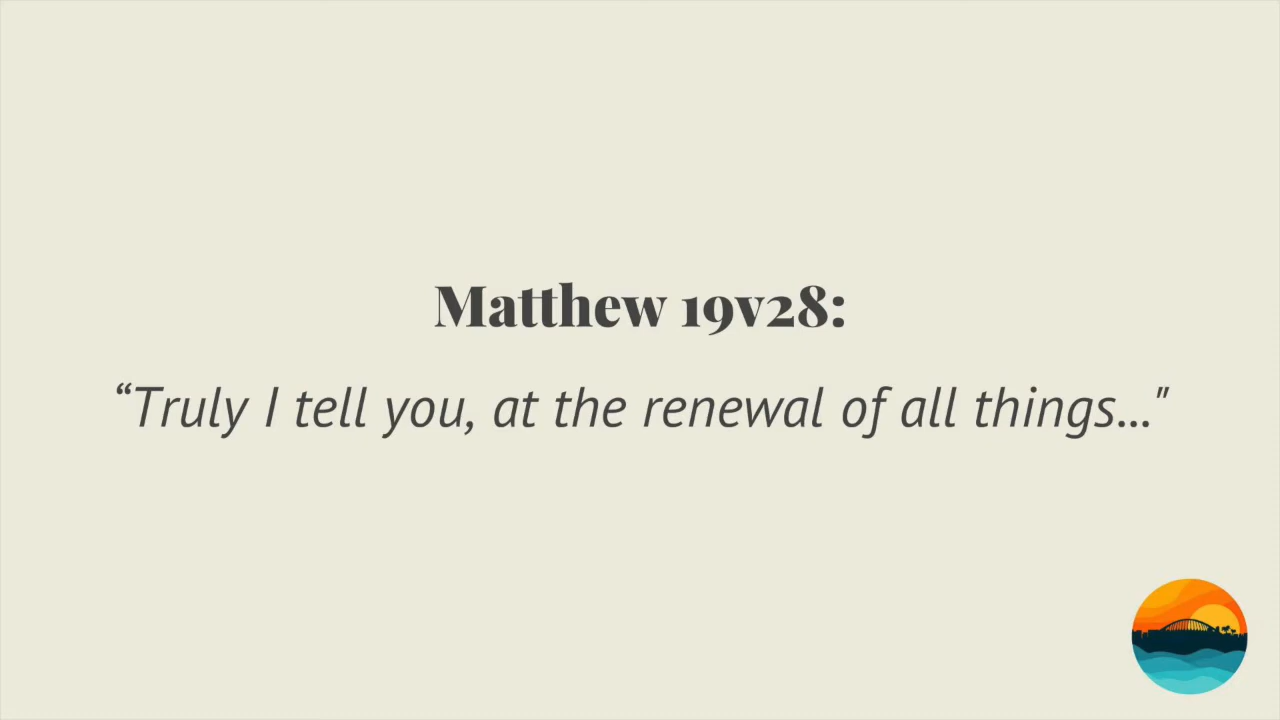 Matthew 19v28:
“Truly I tell you, at the renewal of all things..."